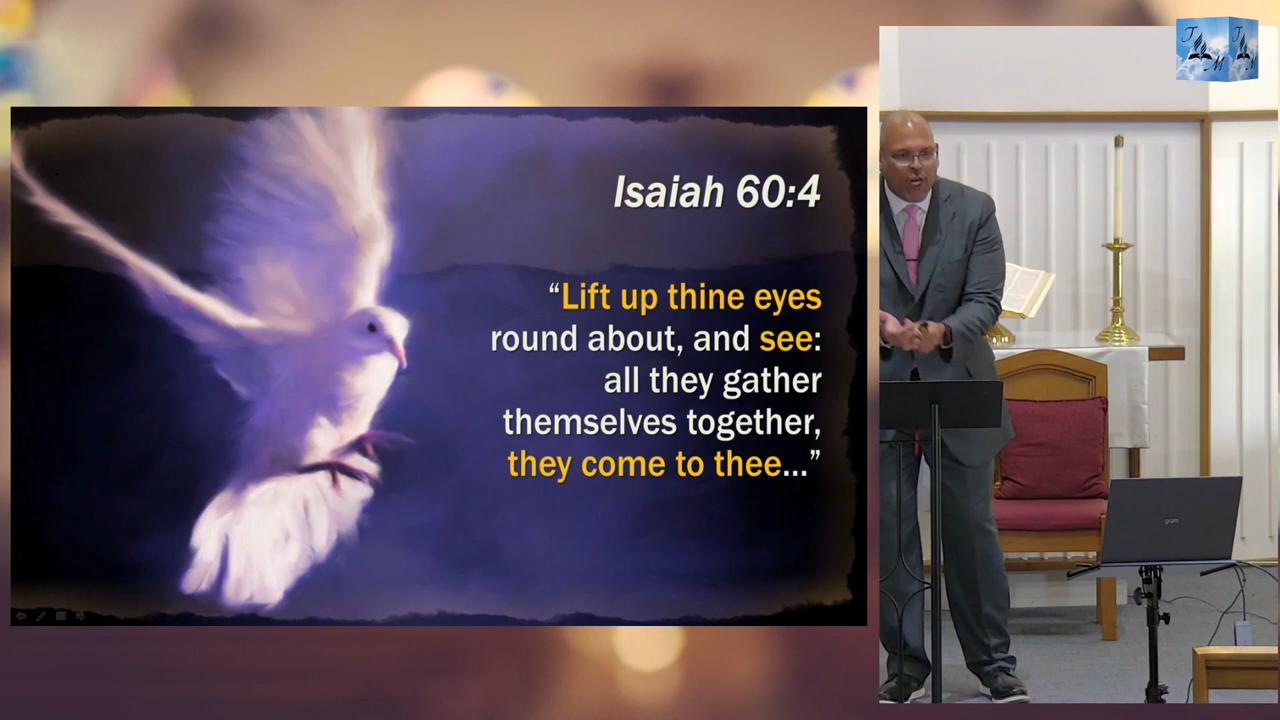 Isaiah 60:4
“Lift up thine eyes
round about, and see:
all they gather
themselves together,
they come to thee...”
J M
J M
gram